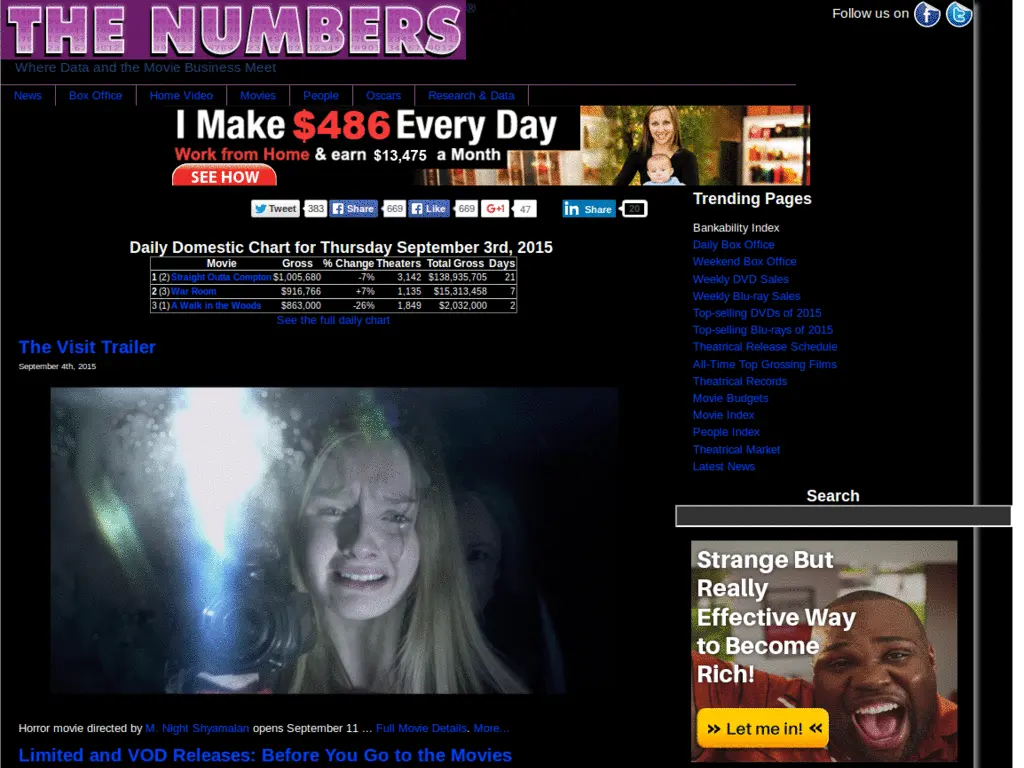 THE NUMBERS®
Where Data and the Movie Business Meet
Follow us on
News Box Office Home Video Movies People Oscars Research & Data
I Make $486 Every Day
Work from Home & earn $13,475 a Month
SEE HOW
Tweet 383 Share 669 Like 669 +1 47 in Share 20
Daily Domestic Chart for Thursday September 3rd, 2015
Movie Gross % Change Theaters Total Gross Days
1 (2) Straight Outta Compton $1,005,680 -7% 3,142 $138,935,705 21
2 (3) War Room $916,766 +7% 1,135 $15,313,458 7
3 (1) A Walk in the Woods $863,000 -26% 1,849 $2,032,000 2
See the full daily chart
The Visit Trailer
September 4th, 2015
Horror movie directed by M. Night Shyamalan opens September 11 ... Full Movie Details. More...
Limited and VOD Releases: Before You Go to the Movies
Trending Pages
Bankability Index
Daily Box Office
Weekend Box Office
Weekly DVD Sales
Weekly Blu-ray Sales
Top-selling DVDs of 2015
Top-selling Blu-rays of 2015
Theatrical Release Schedule
All-Time Top Grossing Films
Theatrical Records
Movie Budgets
Movie Index
People Index
Theatrical Market
Latest News
Search
Strange But
Really
Effective Way
to Become
Rich!
» Let me in! «